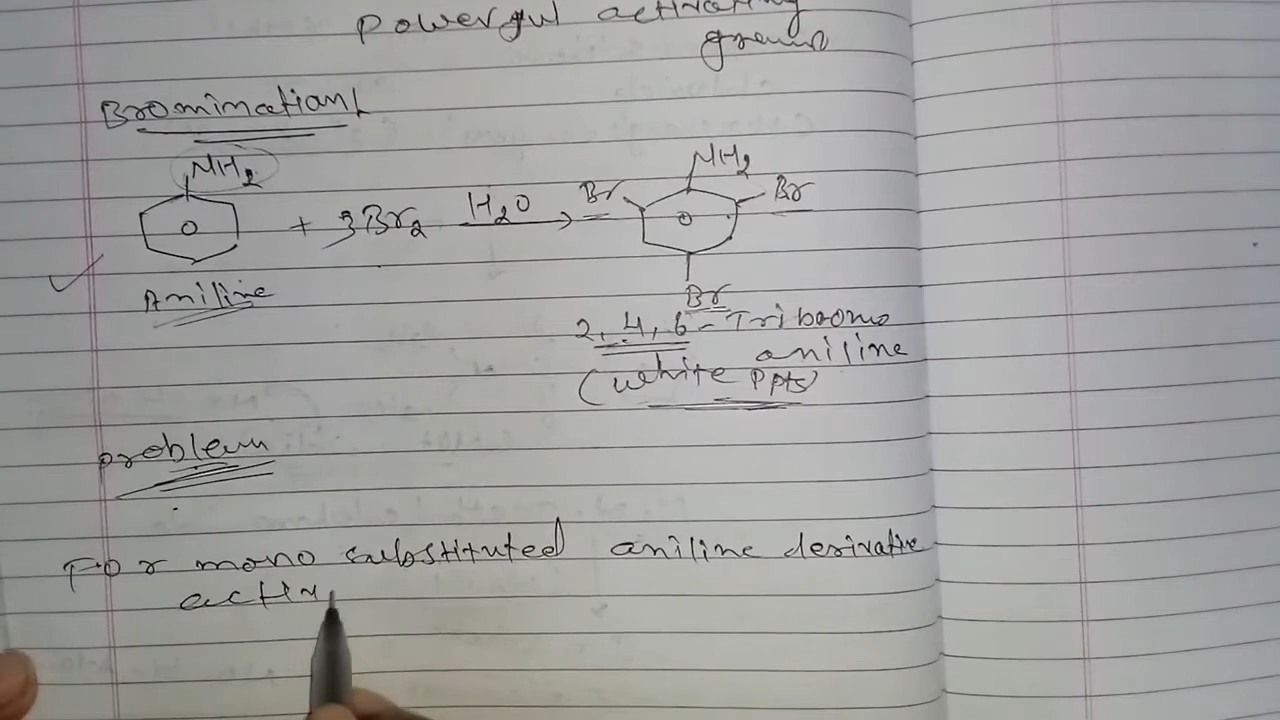 Powerful activating
group
Bromination
NH2 NH2
Br Br
+ 3Br2 H2O
Aniline
Br
2, 4, 6 - Tribromo
aniline
(white ppts)
problem
For mono substituted aniline derivative
activ